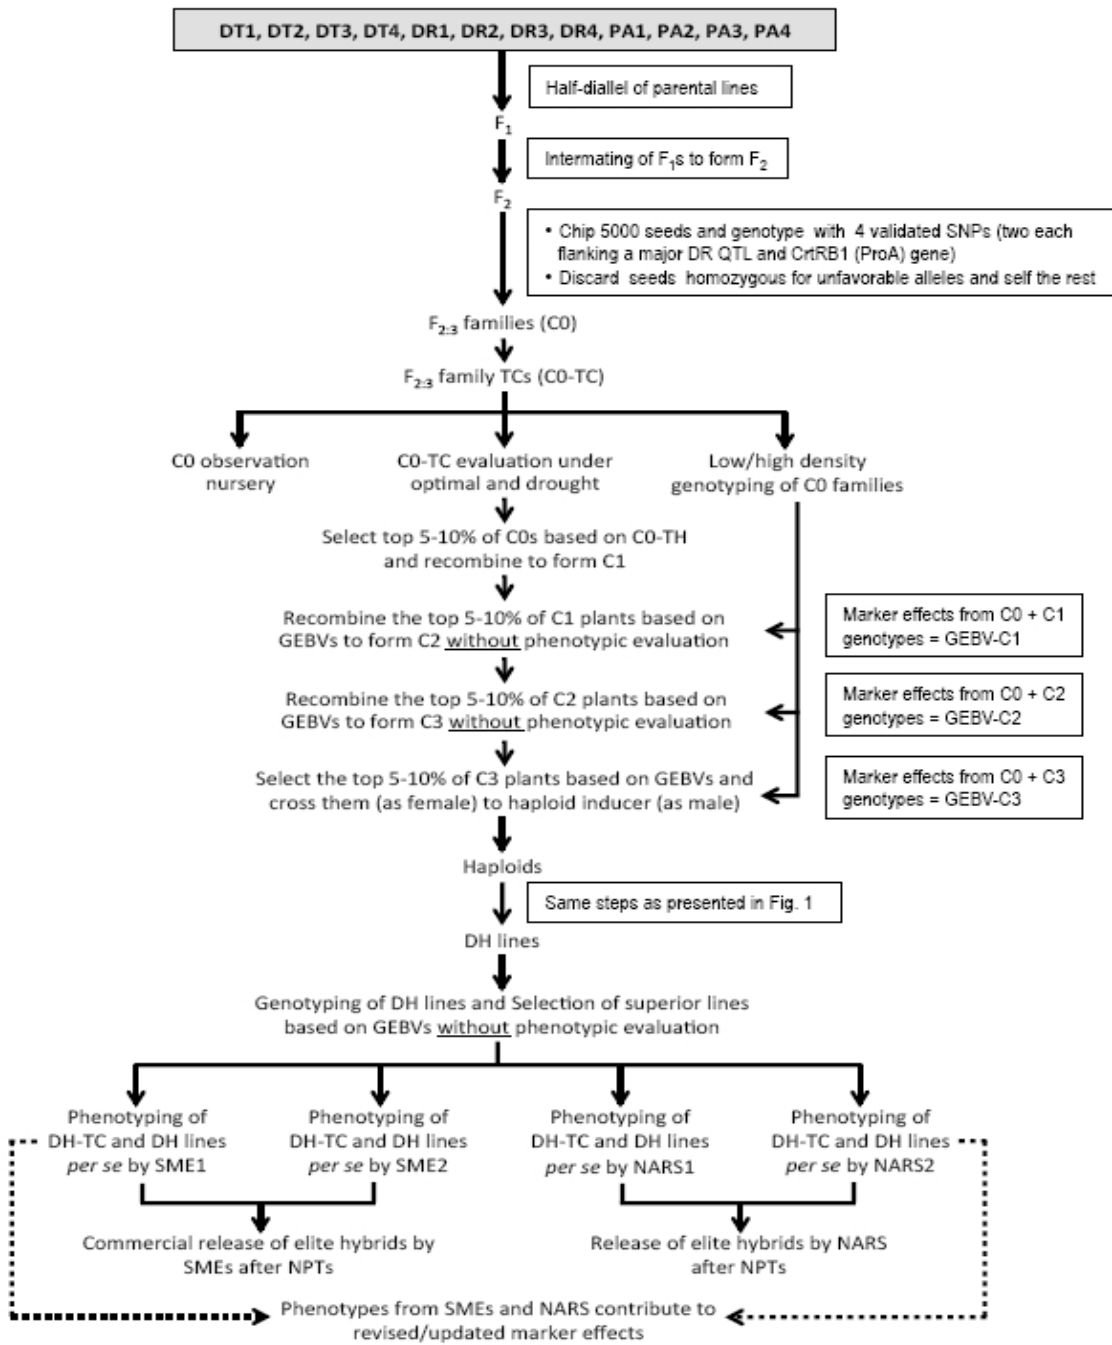 DT1, DT2, DT3, DT4, DR1, DR2, DR3, DR4, PA1, PA2, PA3, PA4
Half-diallel of parental lines
F1
Intermating of F1s to form F2
F2
• Chip 5000 seeds and genotype with 4 validated SNPs (two each
flanking a major DR QTL and CrtRB1 (ProA) gene)
• Discard seeds homozygous for unfavorable alleles and self the rest
F2:3 families (C0)
F2:3 family TCs (C0-TC)
C0 observation
nursery
C0-TC evaluation under
optimal and drought
Low/high density
genotyping of C0 families
Select top 5-10% of C0s based on C0-TH
and recombine to form C1
Recombine the top 5-10% of C1 plants based on
GEBVs to form C2 without phenotypic evaluation
Marker effects from C0 + C1
genotypes = GEBV-C1
Recombine the top 5-10% of C2 plants based on
GEBVs to form C3 without phenotypic evaluation
Marker effects from C0 + C2
genotypes = GEBV-C2
Select the top 5-10% of C3 plants based on GEBVs and
cross them (as female) to haploid inducer (as male)
Marker effects from C0 + C3
genotypes = GEBV-C3
Haploids
Same steps as presented in Fig. 1
DH lines
Genotyping of DH lines and Selection of superior lines
based on GEBVs without phenotypic evaluation
Phenotyping of
DH-TC and DH lines
per se by SME1
Phenotyping of
DH-TC and DH lines
per se by SME2
Phenotyping of
DH-TC and DH lines
per se by NARS1
Phenotyping of
DH-TC and DH lines
per se by NARS2
Commercial release of elite hybrids by
SMEs after NPTs
Release of elite hybrids by NARS
after NPTs
Phenotypes from SMEs and NARS contribute to
revised/updated marker effects